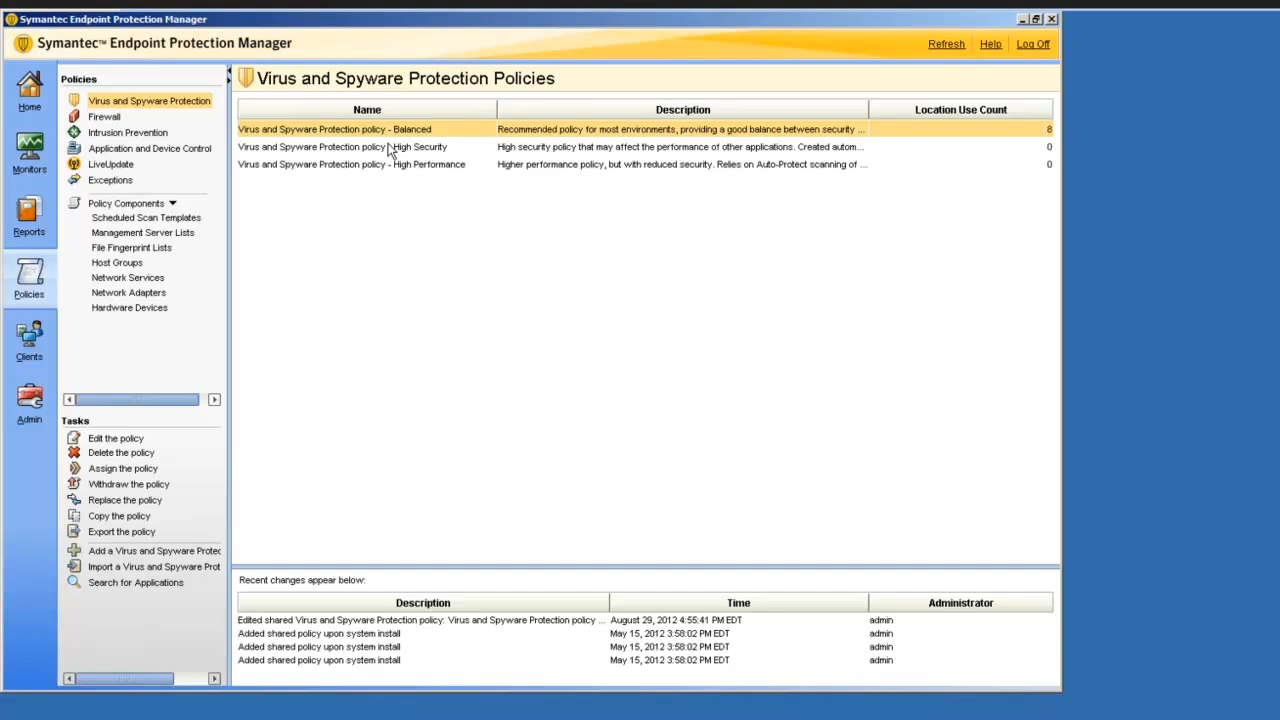 Symantec Endpoint Protection Manager
Symantec™ Endpoint Protection Manager
Refresh
Help
Log Off
Home
Monitors
Reports
Policies
Clients
Admin
Policies
Virus and Spyware Protection
Firewall
Intrusion Prevention
Application and Device Control
LiveUpdate
Exceptions
Policy Components
Scheduled Scan Templates
Management Server Lists
File Fingerprint Lists
Host Groups
Network Services
Network Adapters
Hardware Devices
Tasks
Edit the policy
Delete the policy
Assign the policy
Withdraw the policy
Replace the policy
Copy the policy
Export the policy
Add a Virus and Spyware Protec
Import a Virus and Spyware Prot
Search for Applications
Virus and Spyware Protection Policies
Name Description Location Use Count
Virus and Spyware Protection policy - Balanced Recommended policy for most environments, providing a good balance between security ... 8
Virus and Spyware Protection policy - High Security High security policy that may affect the performance of other applications. Created autom... 0
Virus and Spyware Protection policy - High Performance Higher performance policy, but with reduced security. Relies on Auto-Protect scanning of ... 0
Recent changes appear below:
Description Time Administrator
Edited shared Virus and Spyware Protection policy: Virus and Spyware Protection policy ... August 29, 2012 4:55:41 PM EDT admin
Added shared policy upon system install May 15, 2012 3:58:02 PM EDT admin
Added shared policy upon system install May 15, 2012 3:58:02 PM EDT admin
Added shared policy upon system install May 15, 2012 3:58:02 PM EDT admin